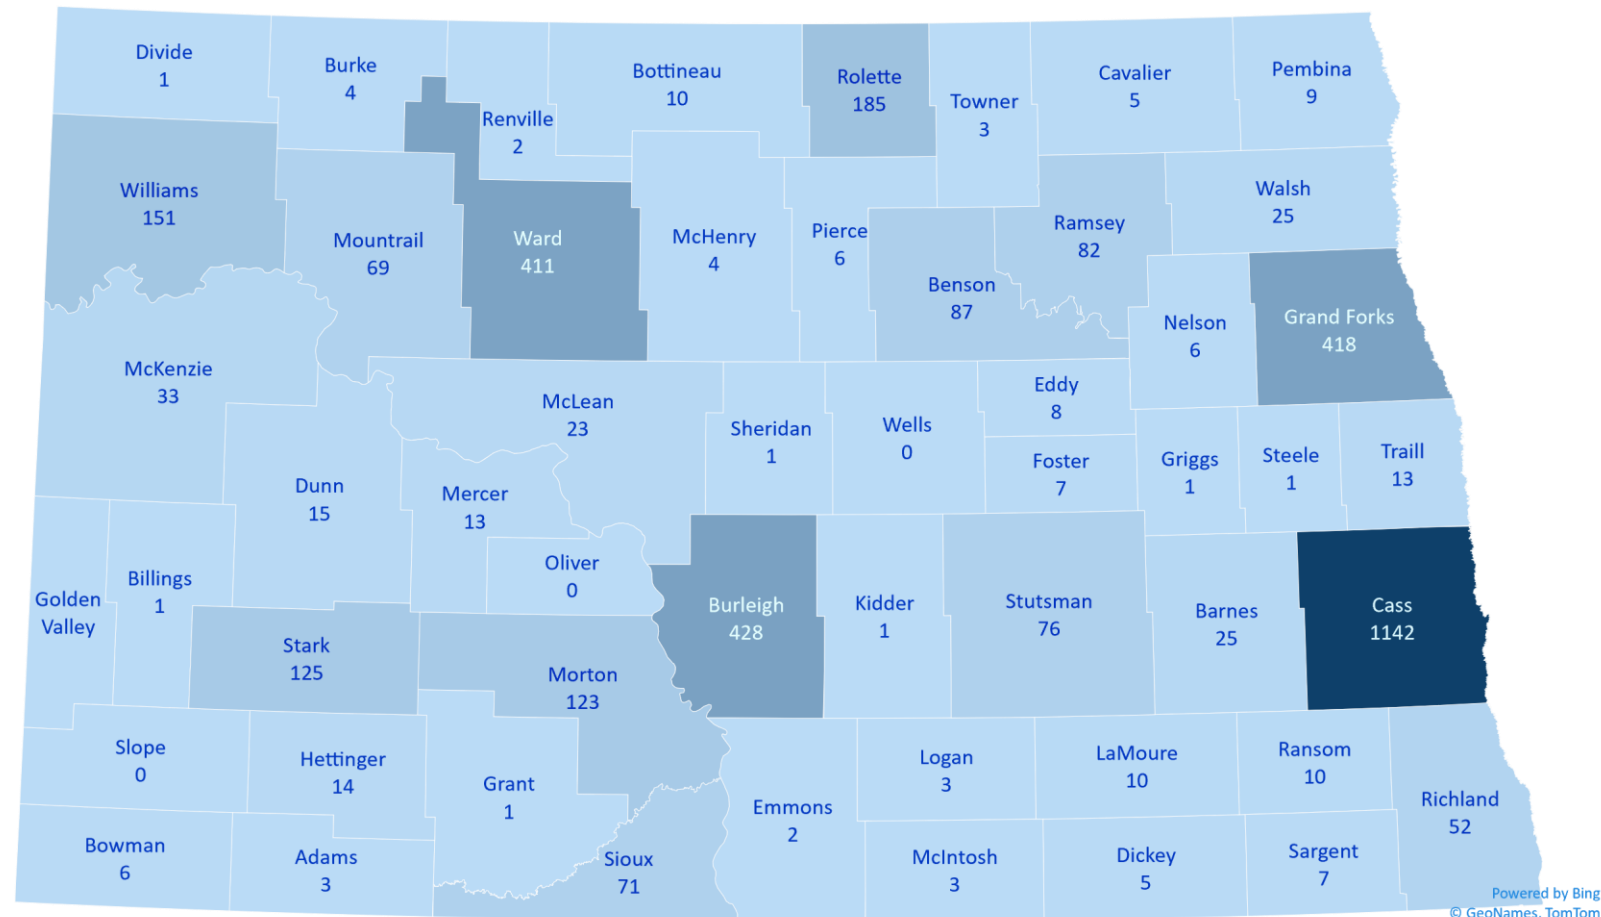 Divide
1
Burke
4
Renville
2
Bottineau
10
Rolette
185
Towner
3
Cavalier
5
Pembina
9
Williams
151
Mountrail
69
Ward
411
McHenry
4
Pierce
6
Benson
87
Ramsey
82
Walsh
25
Nelson
6
Grand Forks
418
McKenzie
33
McLean
23
Sheridan
1
Wells
0
Eddy
8
Foster
7
Griggs
1
Steele
1
Traill
13
Dunn
15
Mercer
13
Oliver
0
Golden
Valley
Billings
1
Stark
125
Morton
123
Burleigh
428
Kidder
1
Stutsman
76
Barnes
25
Cass
1142
Slope
0
Hettinger
14
Grant
1
Emmons
2
Logan
3
LaMoure
10
Ransom
10
Richland
52
Bowman
6
Adams
3
Sioux
71
McIntosh
3
Dickey
5
Sargent
7
Powered by Bing
© GeoNames, TomTom